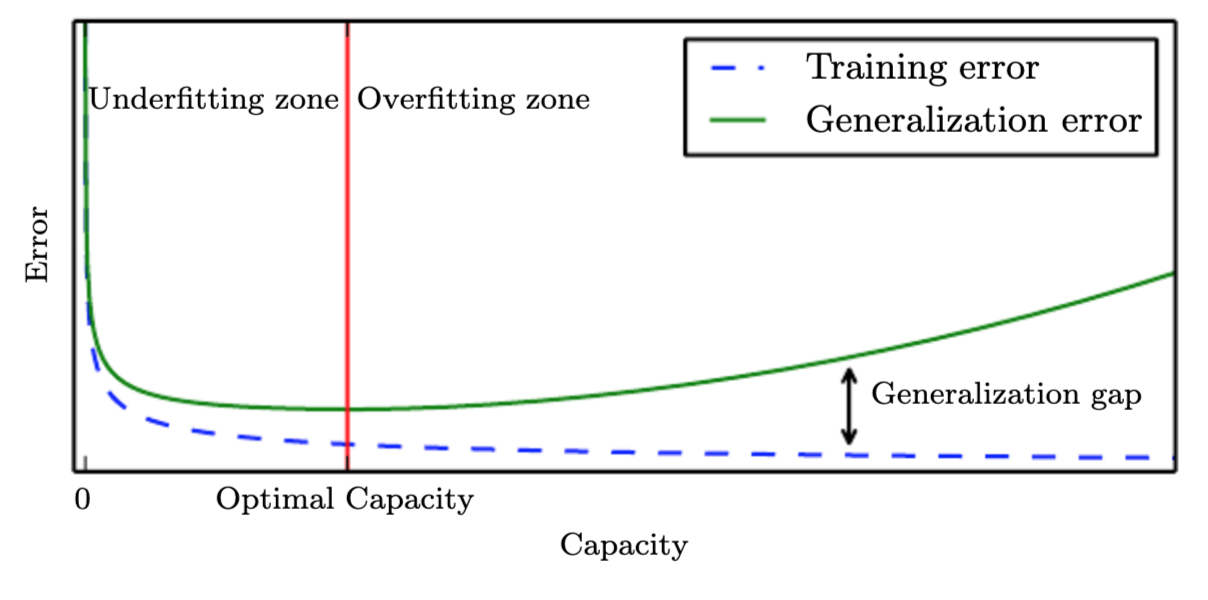 Training error
Generalization error
Underfitting zone
Overfitting zone
Error
Generalization gap
0
Optimal Capacity
Capacity